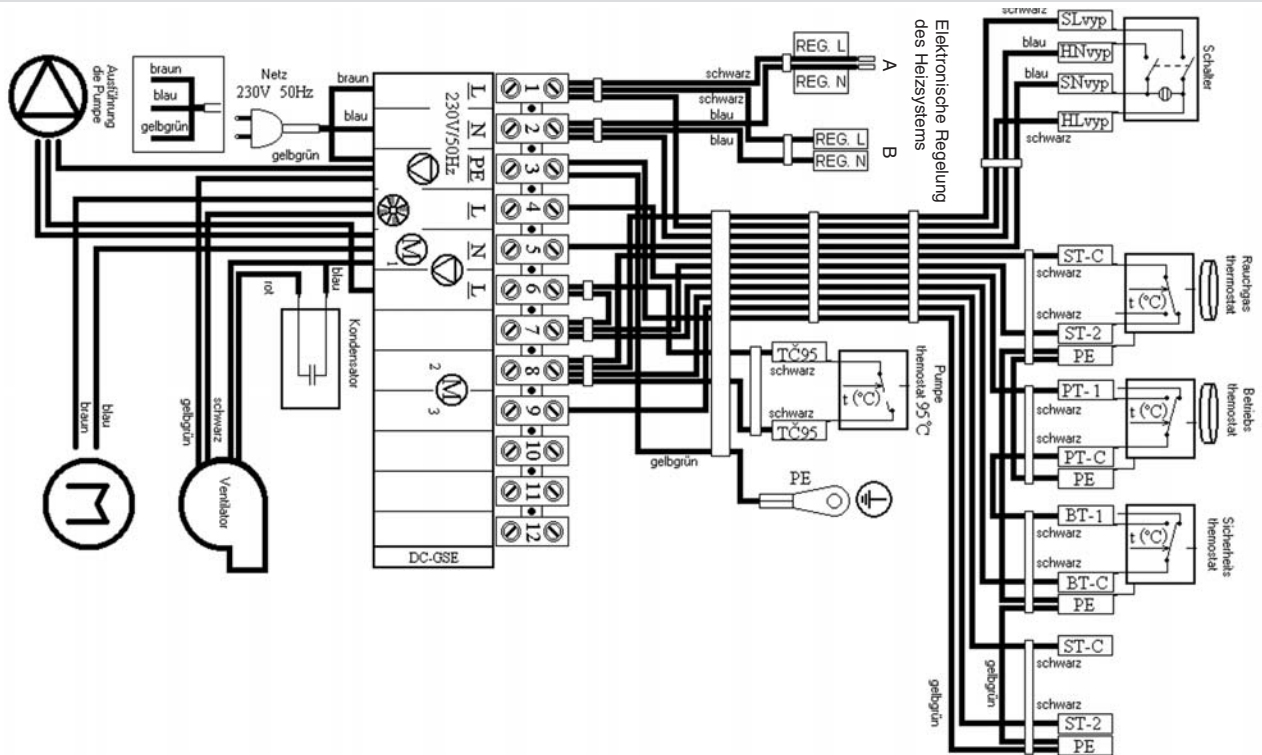 Ausführung
die Pumpe
braun
blau
gelbgrün
Netz
230V 50Hz
braun
blau
gelbgrün
L
N
PE
230V/50Hz
L
N
L
M
1
M
2
3
DC-GSE
1
2
3
4
5
6
7
8
9
10
11
12
rot
blau
Kondensator
schwarz
gelbgrün
Ventilator
blau
braun
M
REG. L
REG. N
A
schwarz
schwarz
blau
blau
REG. L
REG. N
B
Elektronische Regelung
des Heizsystems
schwarz
SLvyp
blau
HNvyp
blau
SNvyp
HLvyp
schwarz
Schalter
ST-C
schwarz
t (°C)
schwarz
ST-2
PE
Rauchgas
thermostat
PT-1
schwarz
t (°C)
schwarz
PT-C
PE
Betriebs
thermostat
BT-1
schwarz
t (°C)
schwarz
BT-C
PE
Sicherheits
thermostat
ST-C
schwarz
schwarz
ST-2
PE
gelbgrün
gelbgrün
TČ95
schwarz
t (°C)
schwarz
TČ95
Pumpe
thermostat 95°C
gelbgrün
PE